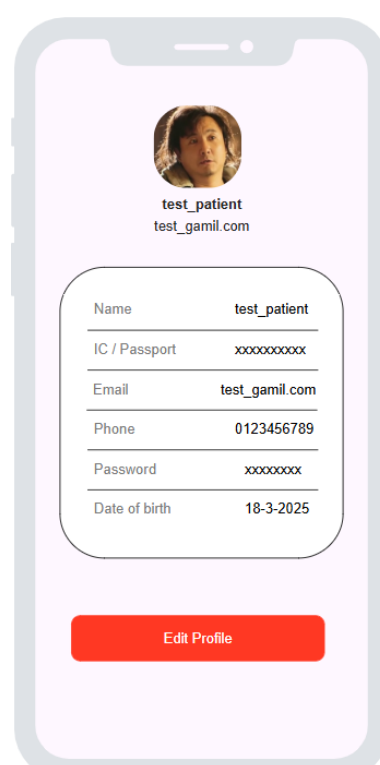 test_patient
test_gamil.com
Name test_patient
IC / Passport xxxxxxxxxx
Email test_gamil.com
Phone 0123456789
Password xxxxxxxx
Date of birth 18-3-2025
Edit Profile